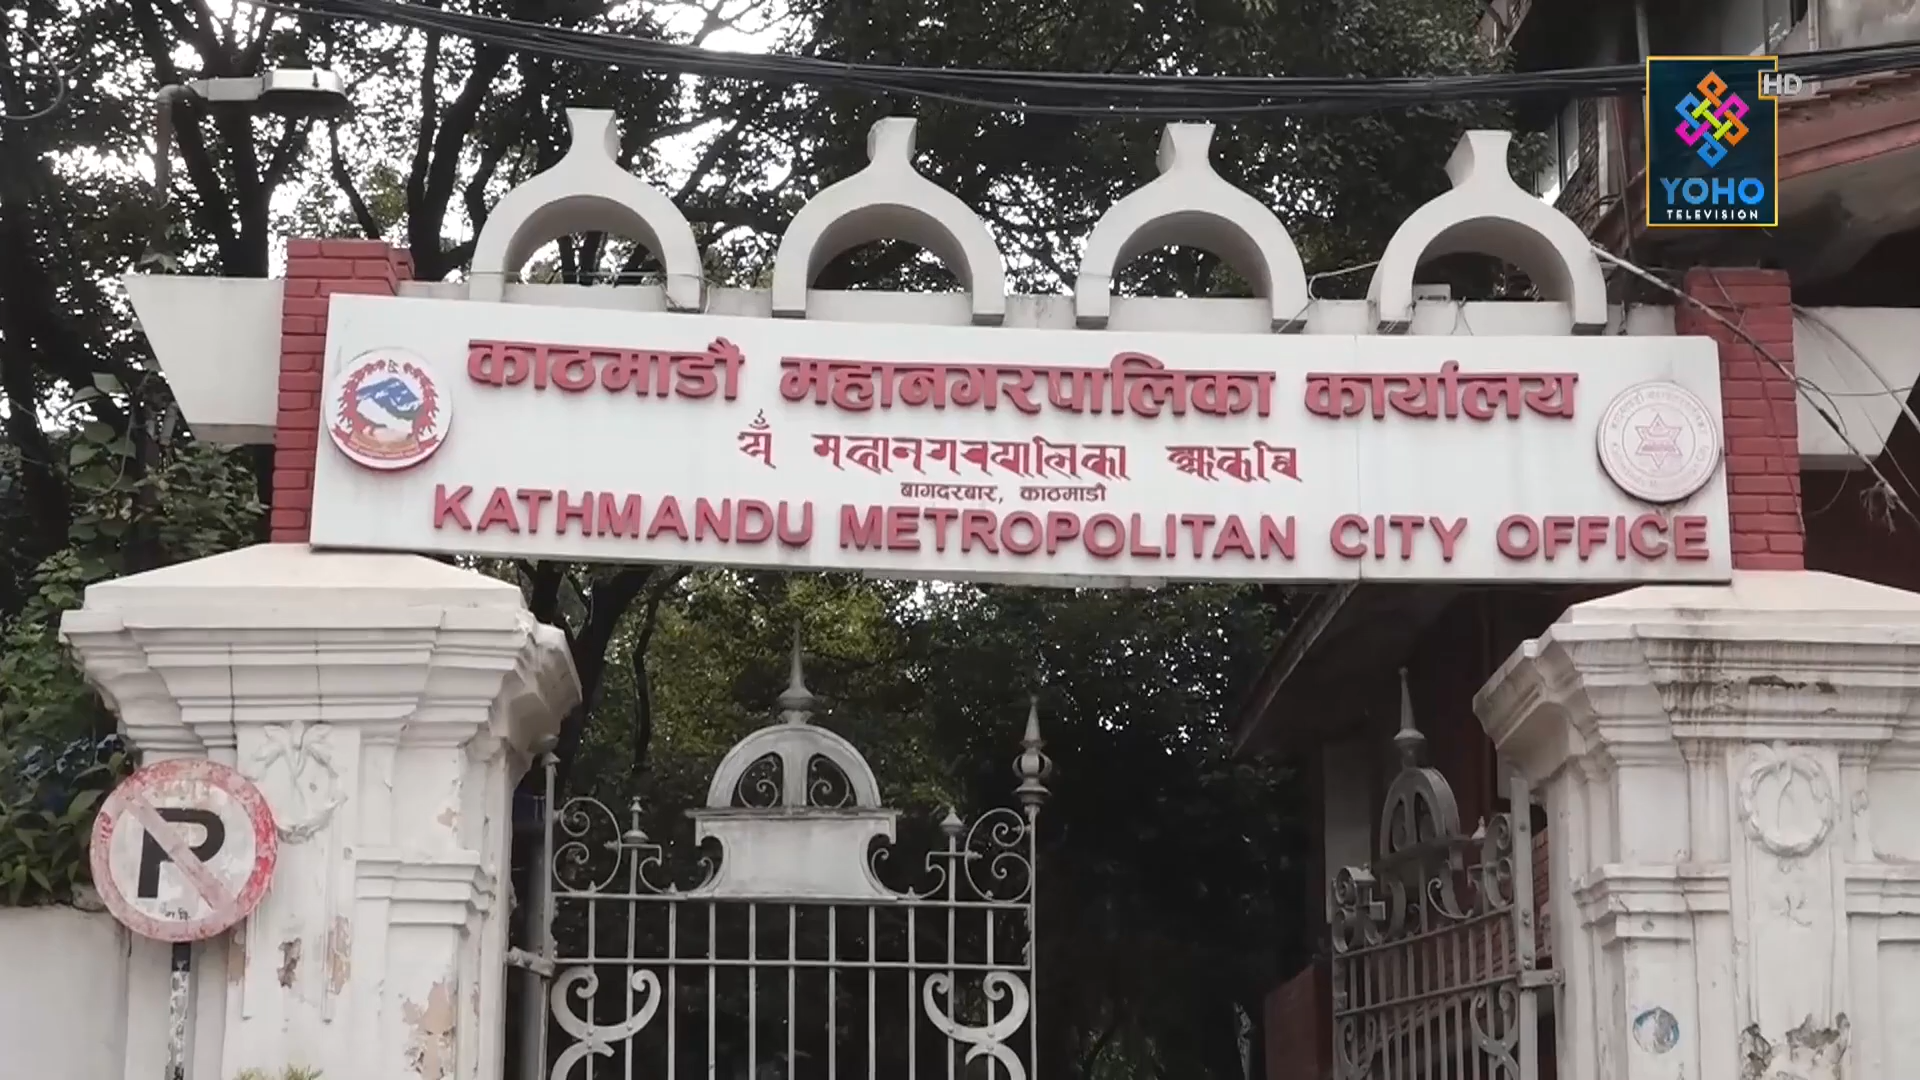 HD
YOHO
TELEVISION
काठमाडौं महानगरपालिका कार्यालय
बागदरबार, काठमाडौं
KATHMANDU METROPOLITAN CITY OFFICE
P